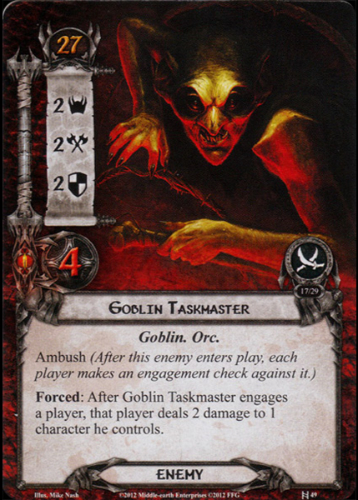 27
2
2
2
4
17/29
Goblin Taskmaster
Goblin. Orc.
Ambush (After this enemy enters play, each
player makes an engagement check against it.)
Forced: After Goblin Taskmaster engages
a player, that player deals 2 damage to 1
character he controls.
ENEMY
Illus. Mike Nash
©2012 Middle-earth Enterprises ©2012 FFG
49